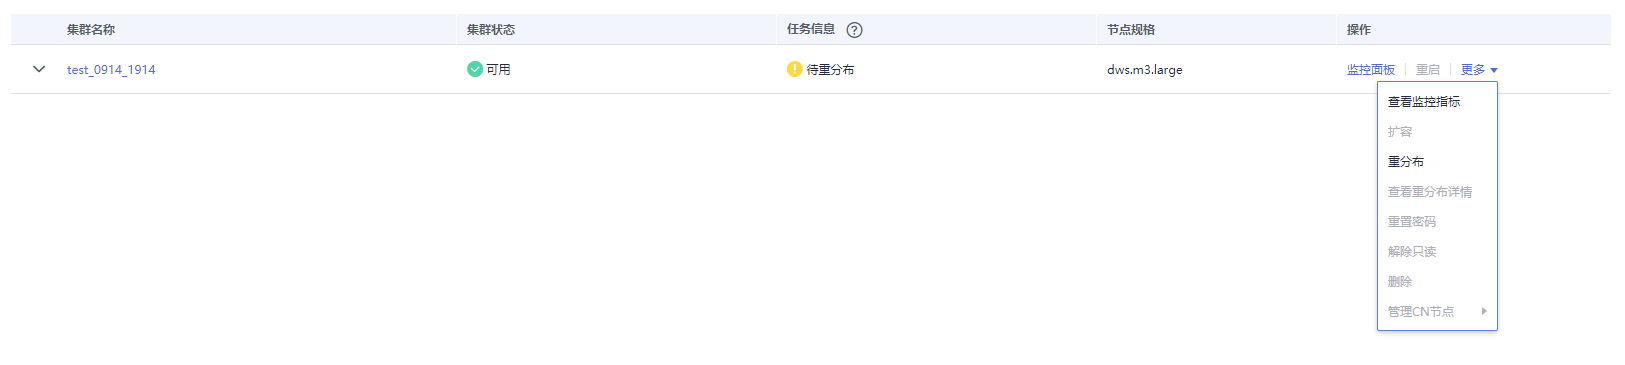 集群名称 集群状态 任务信息 ? 节点规格 操作
test_0914_1914 可用 待重分布 dws.m3.large 监控面板 重启 更多
查看监控指标
扩容
重分布
查看重分布详情
重置密码
解除只读
删除
管理CN节点